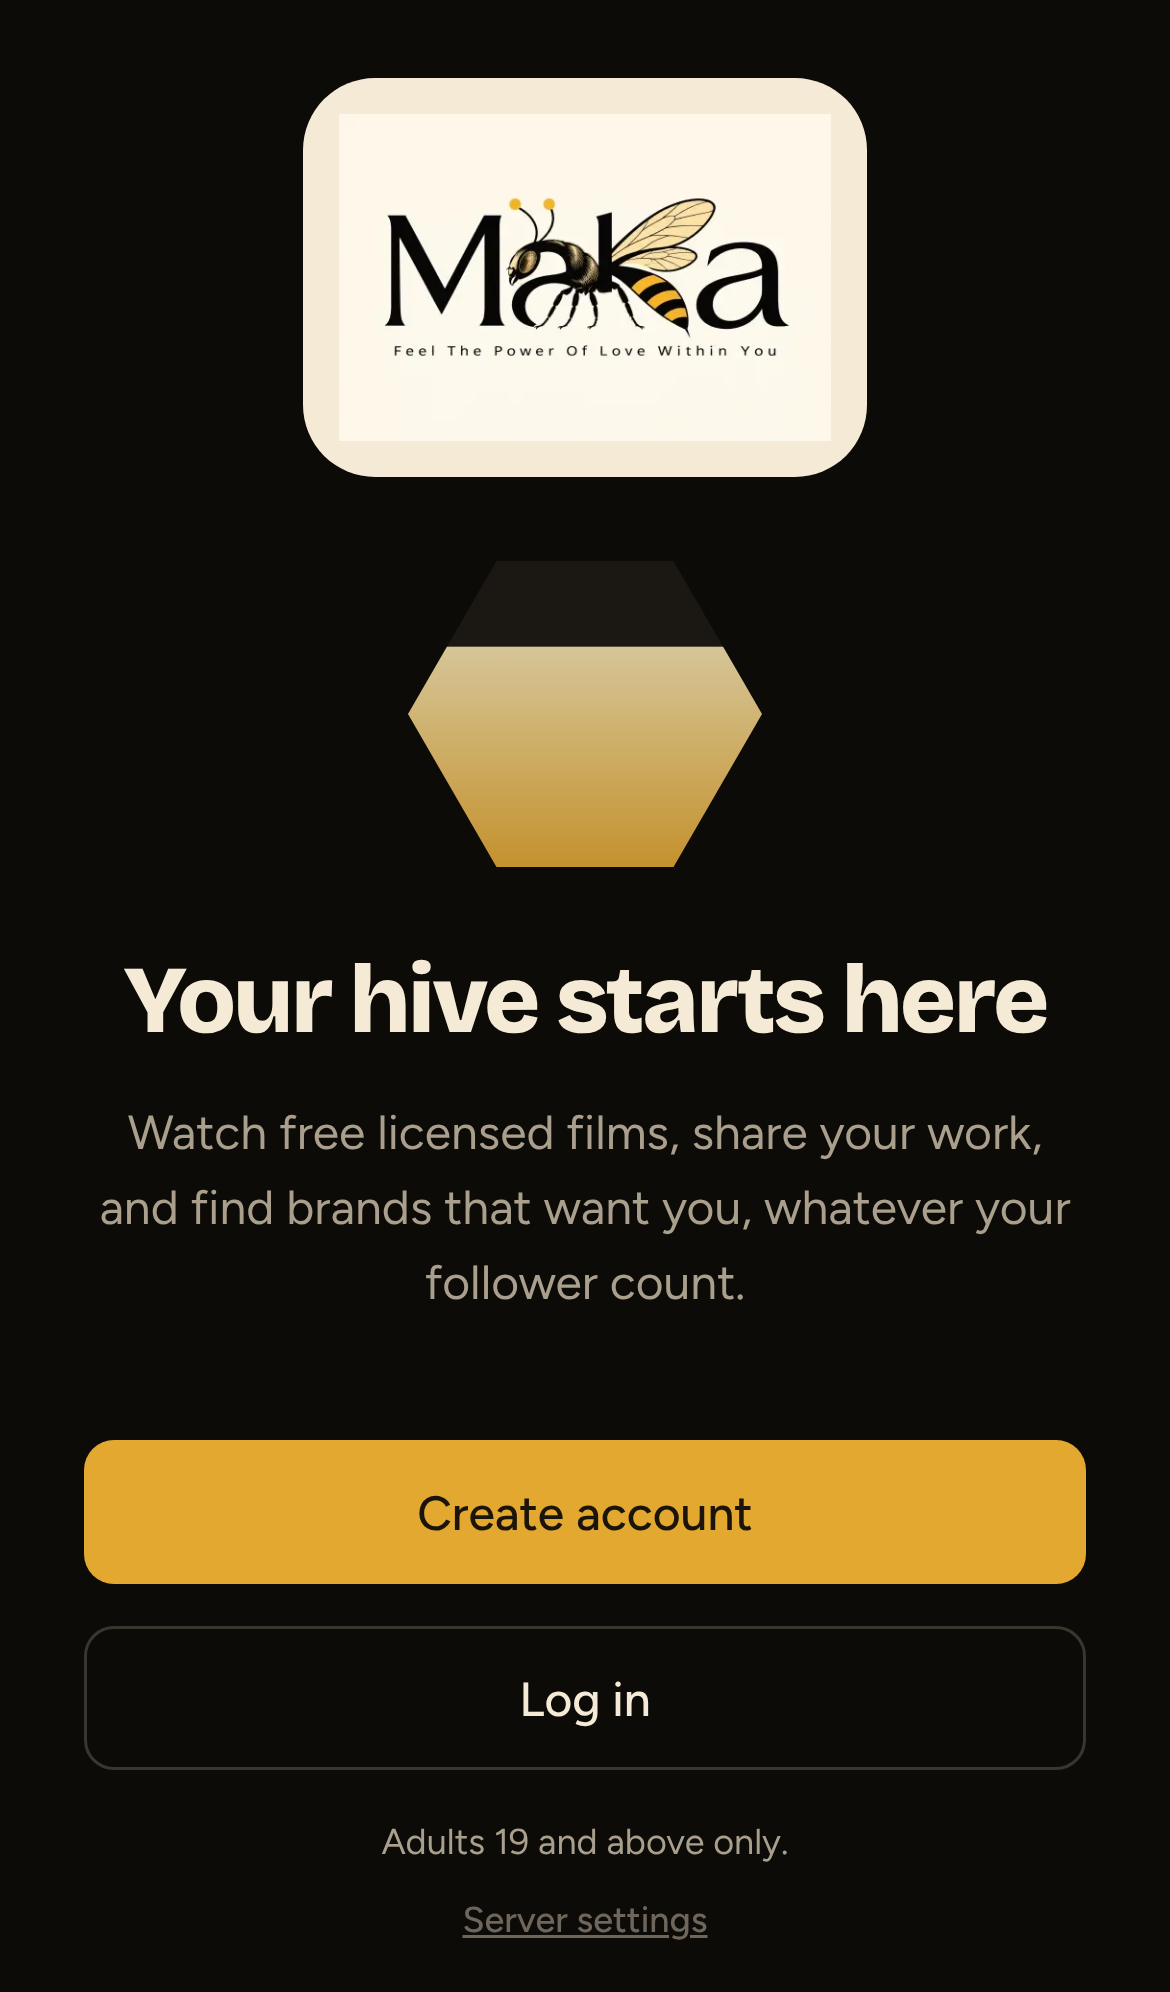 Maka
Feel The Power Of Love Within You
Your hive starts here
Watch free licensed films, share your work,
and find brands that want you, whatever your
follower count.
Create account
Log in
Adults 19 and above only.
Server settings